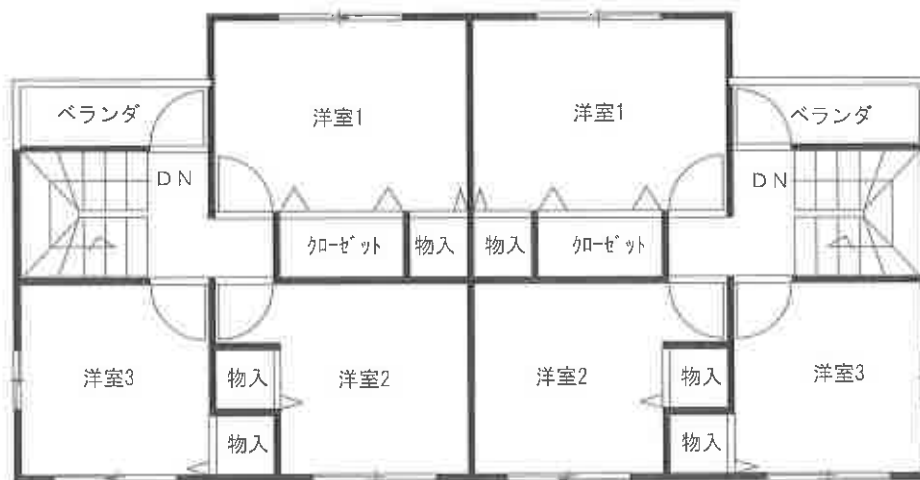 洋室1
洋室1
ベランダ
ベランダ
DN
DN
クローゼット
物入
物入
クローゼット
洋室3
物入
洋室2
洋室2
物入
洋室3
物入
物入